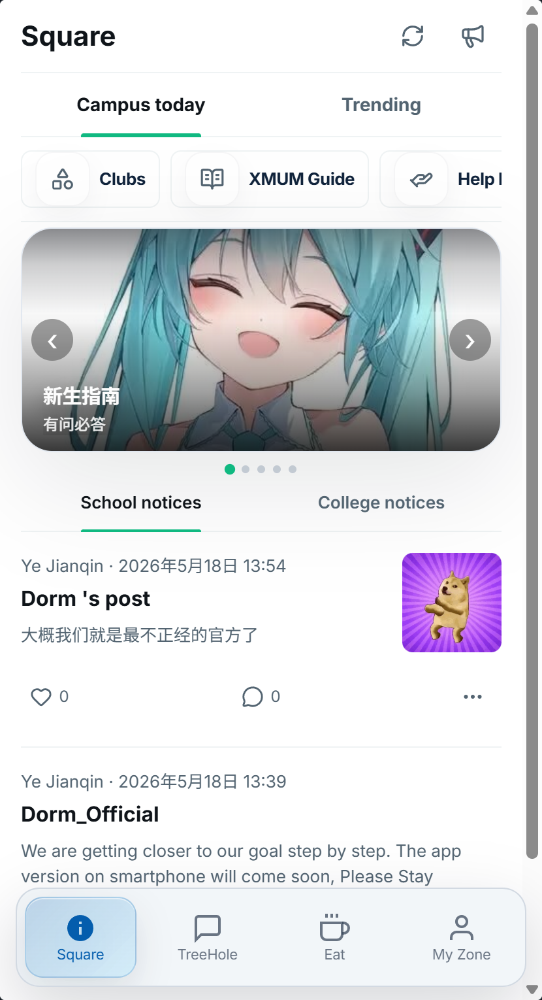 Square
Campus today
Trending
Clubs
XMUM Guide
Help
新生指南
有问必答
School notices
College notices
Ye Jianqin · 2026年5月18日 13:54
Dorm 's post
大概我们就是最不正经的官方了
0
0
Ye Jianqin · 2026年5月18日 13:39
Dorm_Official
We are getting closer to our goal step by step. The app
version on smartphone will come soon, Please Stay
Square
TreeHole
Eat
My Zone